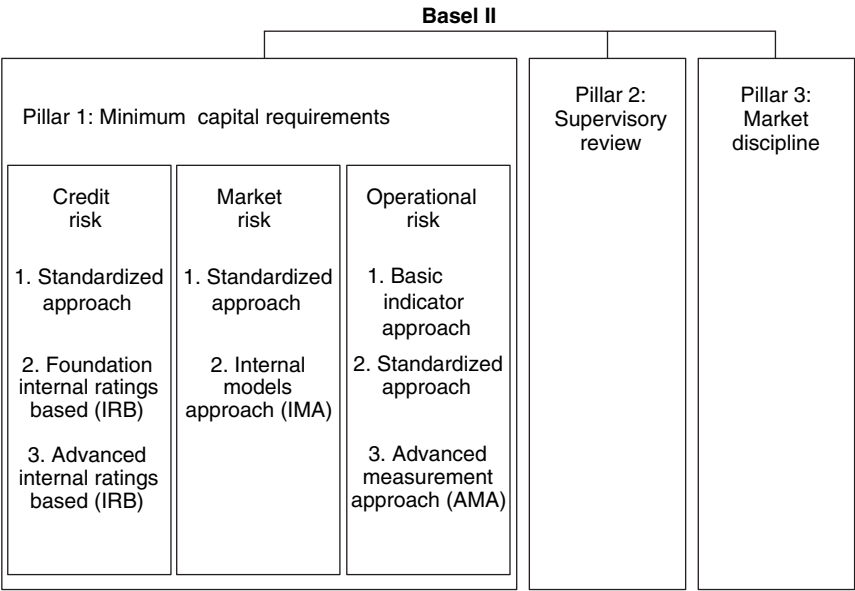 Basel II
Pillar 1: Minimum capital requirements
Credit
risk
1. Standardized
approach
2. Foundation
internal ratings
based (IRB)
3. Advanced
internal ratings
based (IRB)
Market
risk
1. Standardized
approach
2. Internal
models
approach (IMA)
Operational
risk
1. Basic
indicator
approach
2. Standardized
approach
3. Advanced
measurement
approach (AMA)
Pillar 2:
Supervisory
review
Pillar 3:
Market
discipline